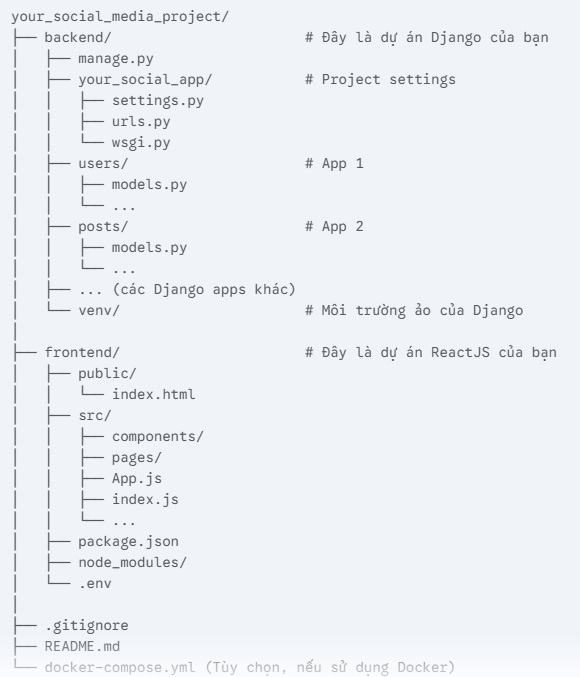 your_social_media_project/
├── backend/                       # Đây là dự án Django của bạn
│   ├── manage.py
│   ├── your_social_app/           # Project settings
│   │   ├── settings.py
│   │   ├── urls.py
│   │   └── wsgi.py
│   ├── users/                     # App 1
│   │   ├── models.py
│   │   └── ...
│   ├── posts/                     # App 2
│   │   ├── models.py
│   │   └── ...
│   ├── ... (các Django apps khác)
│   └── venv/                      # Môi trường ảo của Django
│
├── frontend/                      # Đây là dự án ReactJS của bạn
│   ├── public/
│   │   └── index.html
│   ├── src/
│   │   ├── components/
│   │   ├── pages/
│   │   ├── App.js
│   │   ├── index.js
│   │   └── ...
│   ├── package.json
│   ├── node_modules/
│   └── .env
│
├── .gitignore
├── README.md
└── docker-compose.yml (Tùy chọn, nếu sử dụng Docker)